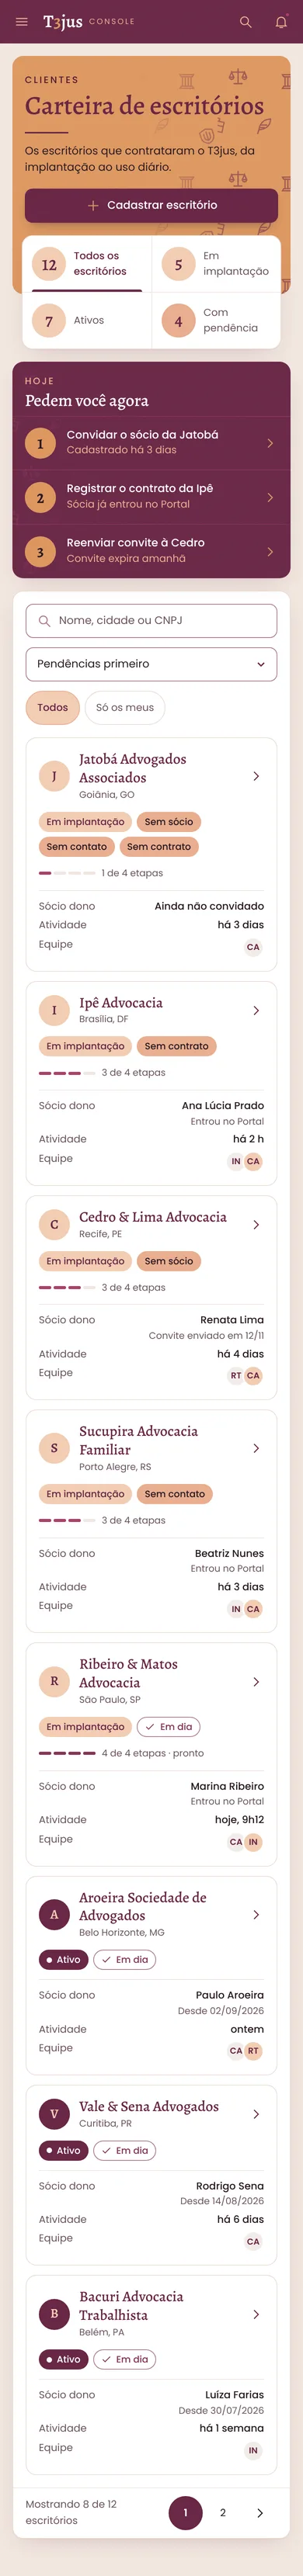 T3jus CONSOLE
CLIENTES
Carteira de escritórios
Os escritórios que contrataram o T3jus, da
implantação ao uso diário.
Cadastrar escritório
12 Todos os
escritórios
5 Em
implantação
7 Ativos
4 Com
pendência
HOJE
Pedem você agora
1 Convidar o sócio da Jatobá
Cadastrado há 3 dias
2 Registrar o contrato da Ipê
Sócia já entrou no Portal
3 Reenviar convite à Cedro
Convite expira amanhã
Nome, cidade ou CNPJ
Pendências primeiro
Todos Só os meus
J Jatobá Advogados
Associados
Goiânia, GO
Em implantação Sem sócio
Sem contato Sem contrato
1 de 4 etapas
Sócio dono Ainda não convidado
Atividade há 3 dias
Equipe CA
I Ipê Advocacia
Brasília, DF
Em implantação Sem contrato
3 de 4 etapas
Sócio dono Ana Lúcia Prado
Entrou no Portal
Atividade há 2 h
Equipe IN CA
C Cedro & Lima Advocacia
Recife, PE
Em implantação Sem sócio
3 de 4 etapas
Sócio dono Renata Lima
Convite enviado em 12/11
Atividade há 4 dias
Equipe RT CA
S Sucupira Advocacia
Familiar
Porto Alegre, RS
Em implantação Sem contato
3 de 4 etapas
Sócio dono Beatriz Nunes
Entrou no Portal
Atividade há 3 dias
Equipe IN CA
R Ribeiro & Matos
Advocacia
São Paulo, SP
Em implantação Em dia
4 de 4 etapas · pronto
Sócio dono Marina Ribeiro
Entrou no Portal
Atividade hoje, 9h12
Equipe CA IN
A Aroeira Sociedade de
Advogados
Belo Horizonte, MG
Ativo Em dia
Sócio dono Paulo Aroeira
Desde 02/09/2026
Atividade ontem
Equipe CA RT
V Vale & Sena Advogados
Curitiba, PR
Ativo Em dia
Sócio dono Rodrigo Sena
Desde 14/08/2026
Atividade há 6 dias
Equipe CA
B Bacuri Advocacia
Trabalhista
Belém, PA
Ativo Em dia
Sócio dono Luíza Farias
Desde 30/07/2026
Atividade há 1 semana
Equipe IN
Mostrando 8 de 12
escritórios
1 2